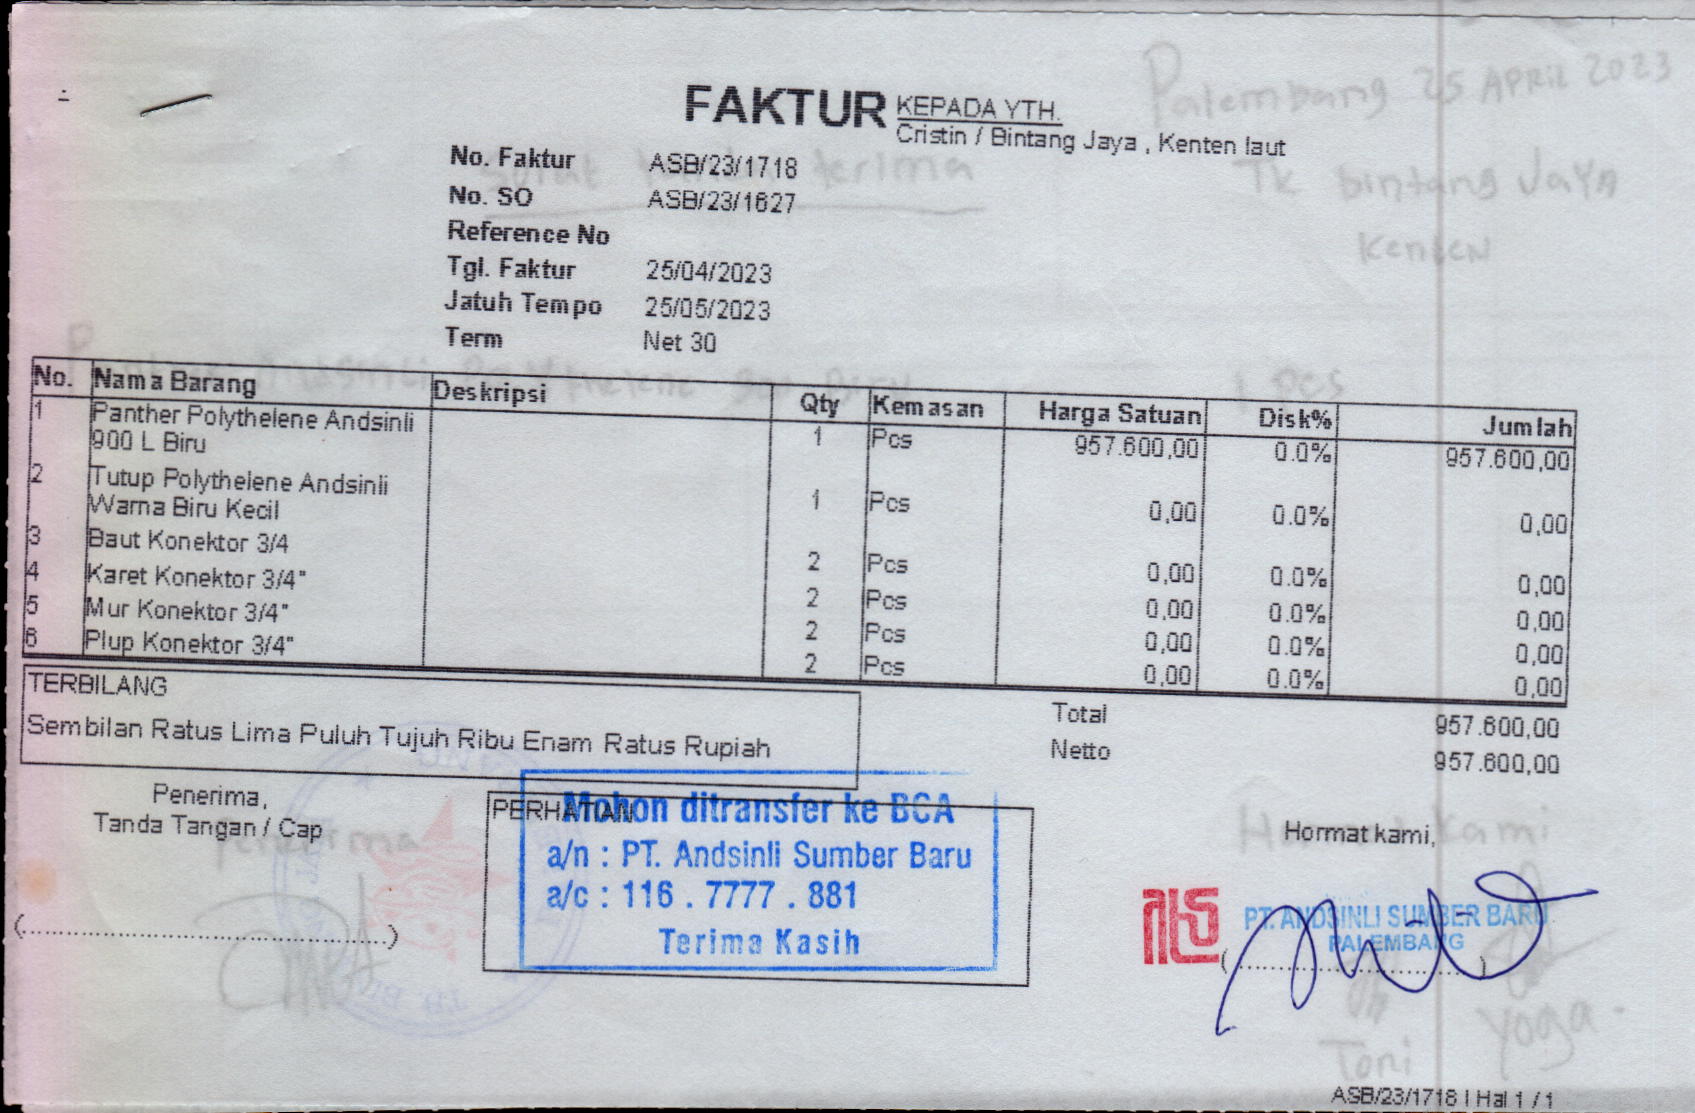 FAKTUR
KEPADA YTH.
Cristin / Bintang Jaya , Kenten laut
No. Faktur ASB/23/1718
No. SO ASB/23/1627
Reference No
Tgl. Faktur 25/04/2023
Jatuh Tempo 25/05/2023
Term Net 30
Palembang 25 APRIL 2023
Tk bintang JaYA
Kenten
terima
1 Pcs
No. Nama Barang Deskripsi Qty Kemasan Harga Satuan Disk% Jumlah
1 Panther Polythelene Andsinli 1 Pcs 957.600,00 0.0% 957.600,00
900 L Biru
2 Tutup Polythelene Andsinli 1 Pcs 0,00 0.0% 0,00
Warna Biru Kecil
3 Baut Konektor 3/4 2 Pcs 0,00 0.0% 0,00
4 Karet Konektor 3/4" 2 Pcs 0,00 0.0% 0,00
5 Mur Konektor 3/4" 2 Pcs 0,00 0.0% 0,00
6 Plup Konektor 3/4" 2 Pcs 0,00 0.0% 0,00
TERBILANG
Sembilan Ratus Lima Puluh Tujuh Ribu Enam Ratus Rupiah
Total 957.600,00
Netto 957.600,00
Penerima,
Tanda Tangan / Cap
Penerima
(........................................)
PERHATIAN
Mohon ditransfer ke BCA
a/n : PT. Andsinli Sumber Baru
a/c : 116 . 7777 . 881
Terima Kasih
Hormat kami,
Hormat Kami
PT. ANDSINLI SUMBER BARU
PALEMBANG
(........................................)
Toni
Yoga.
ASB/23/1718 | Hal 1 / 1